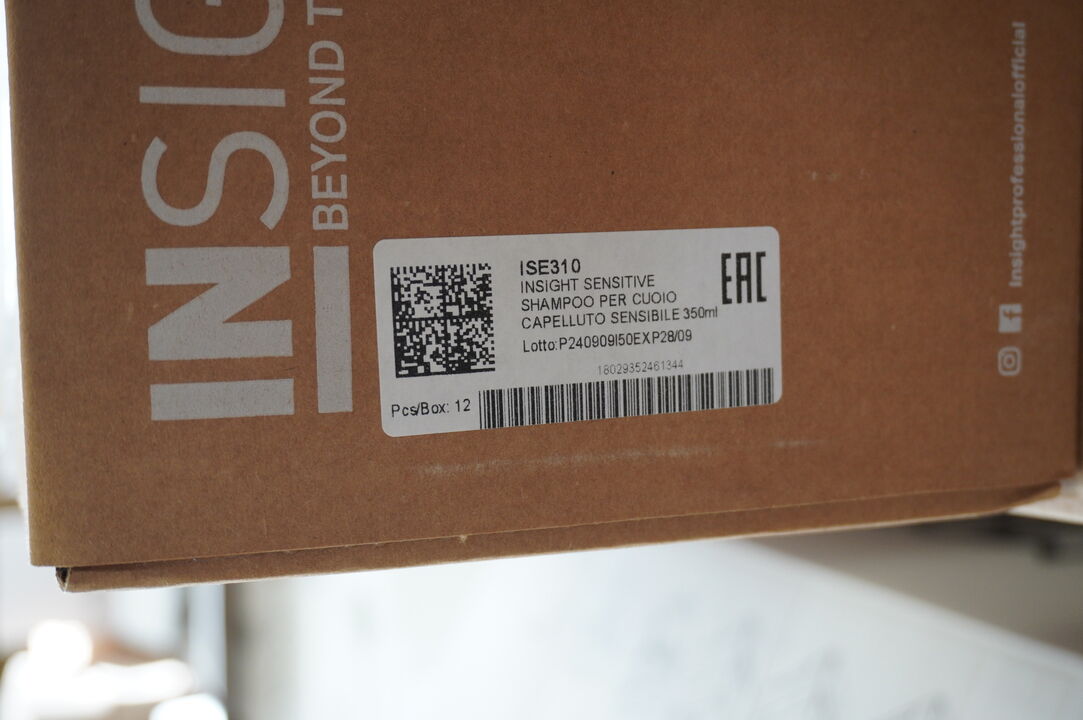 INSIG
BEYOND T
ISE310
INSIGHT SENSITIVE
SHAMPOO PER CUOIO
CAPELLUTO SENSIBILE 350ml
Lotto:P240909I50EXP28/09
18029352461344
Pcs/Box: 12
EAC
Insightprofessionalofficial